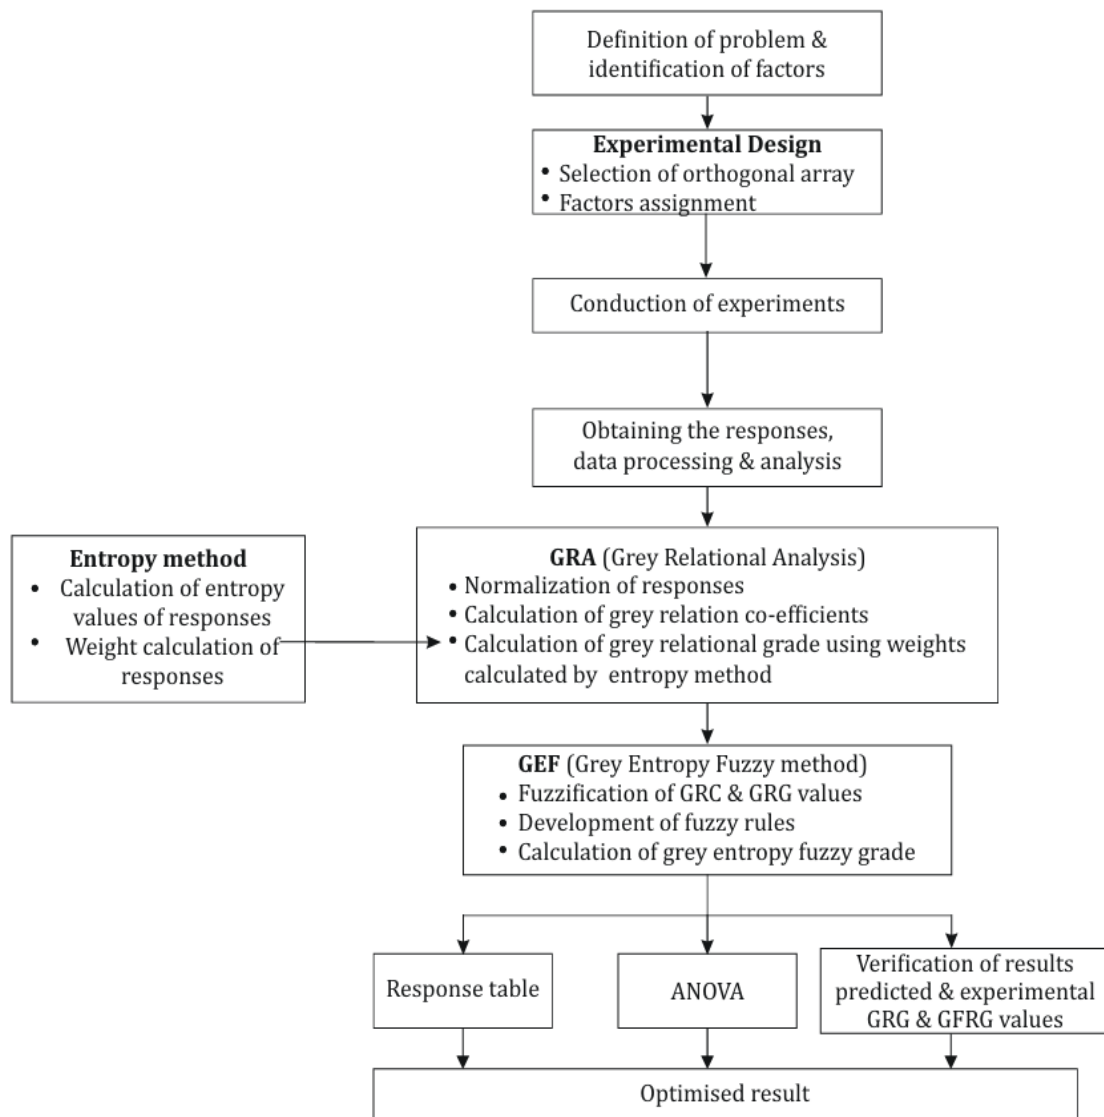 Definition of problem &
identification of factors
Experimental Design
• Selection of orthogonal array
• Factors assignment
Conduction of experiments
Obtaining the responses,
data processing & analysis
Entropy method
• Calculation of entropy
values of responses
• Weight calculation of
responses
GRA (Grey Relational Analysis)
• Normalization of responses
• Calculation of grey relation co-efficients
• Calculation of grey relational grade using weights
calculated by entropy method
GEF (Grey Entropy Fuzzy method)
• Fuzzification of GRC & GRG values
• Development of fuzzy rules
• Calculation of grey entropy fuzzy grade
Response table
ANOVA
Verification of results
predicted & experimental
GRG & GFRG values
Optimised result